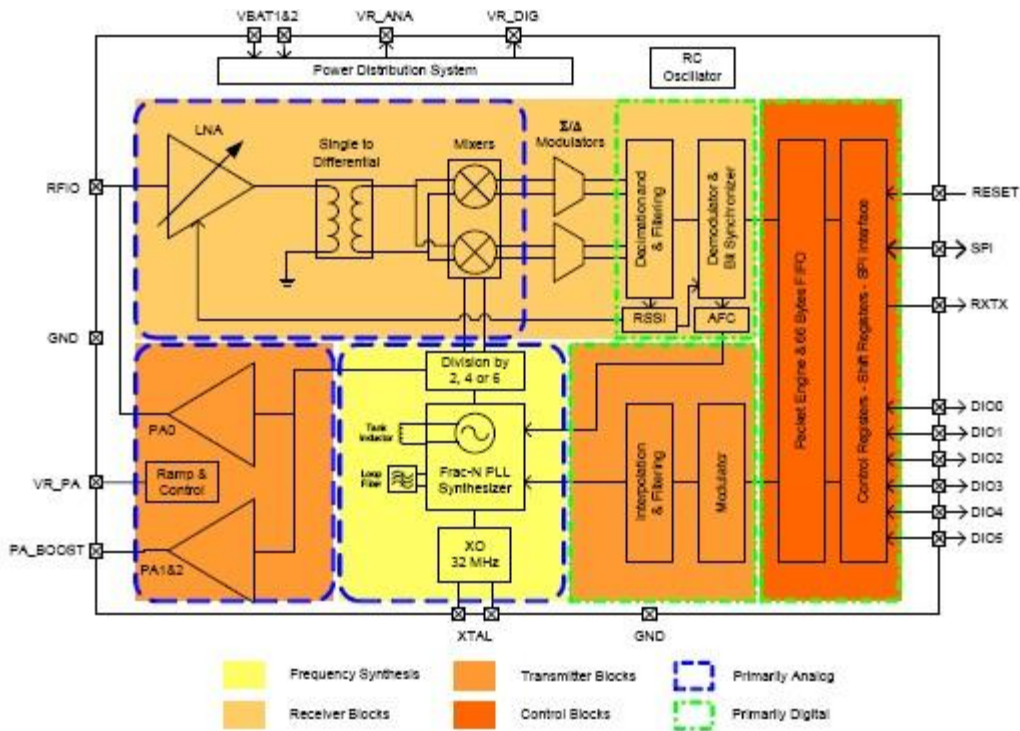 VBAT1&2
VR_ANA
VR_DIG
Power Distribution System
RC
Oscillator
LNA
Single to
Differential
Mixers
Σ/Δ
Modulators
Decimation and
& Filtering
Demodulator &
Bit Synchronizer
RSSI
AFC
Packet Engine & 66 Bytes FIFO
Control Registers - Shift Registers - SPI Interface
RFIO
GND
VR_PA
PA_BOOST
RESET
SPI
RXTX
DIO0
DIO1
DIO2
DIO3
DIO4
DIO5
PA0
Ramp &
Control
PA1&2
Division by
2, 4 or 6
Tank
Inductor
Loop
Filter
Frac-N PLL
Synthesizer
XO
32 MHz
Interpolation
& Filtering
Modulator
XTAL
GND
Frequency Synthesis
Transmitter Blocks
Primarily Analog
Receiver Blocks
Control Blocks
Primarily Digital